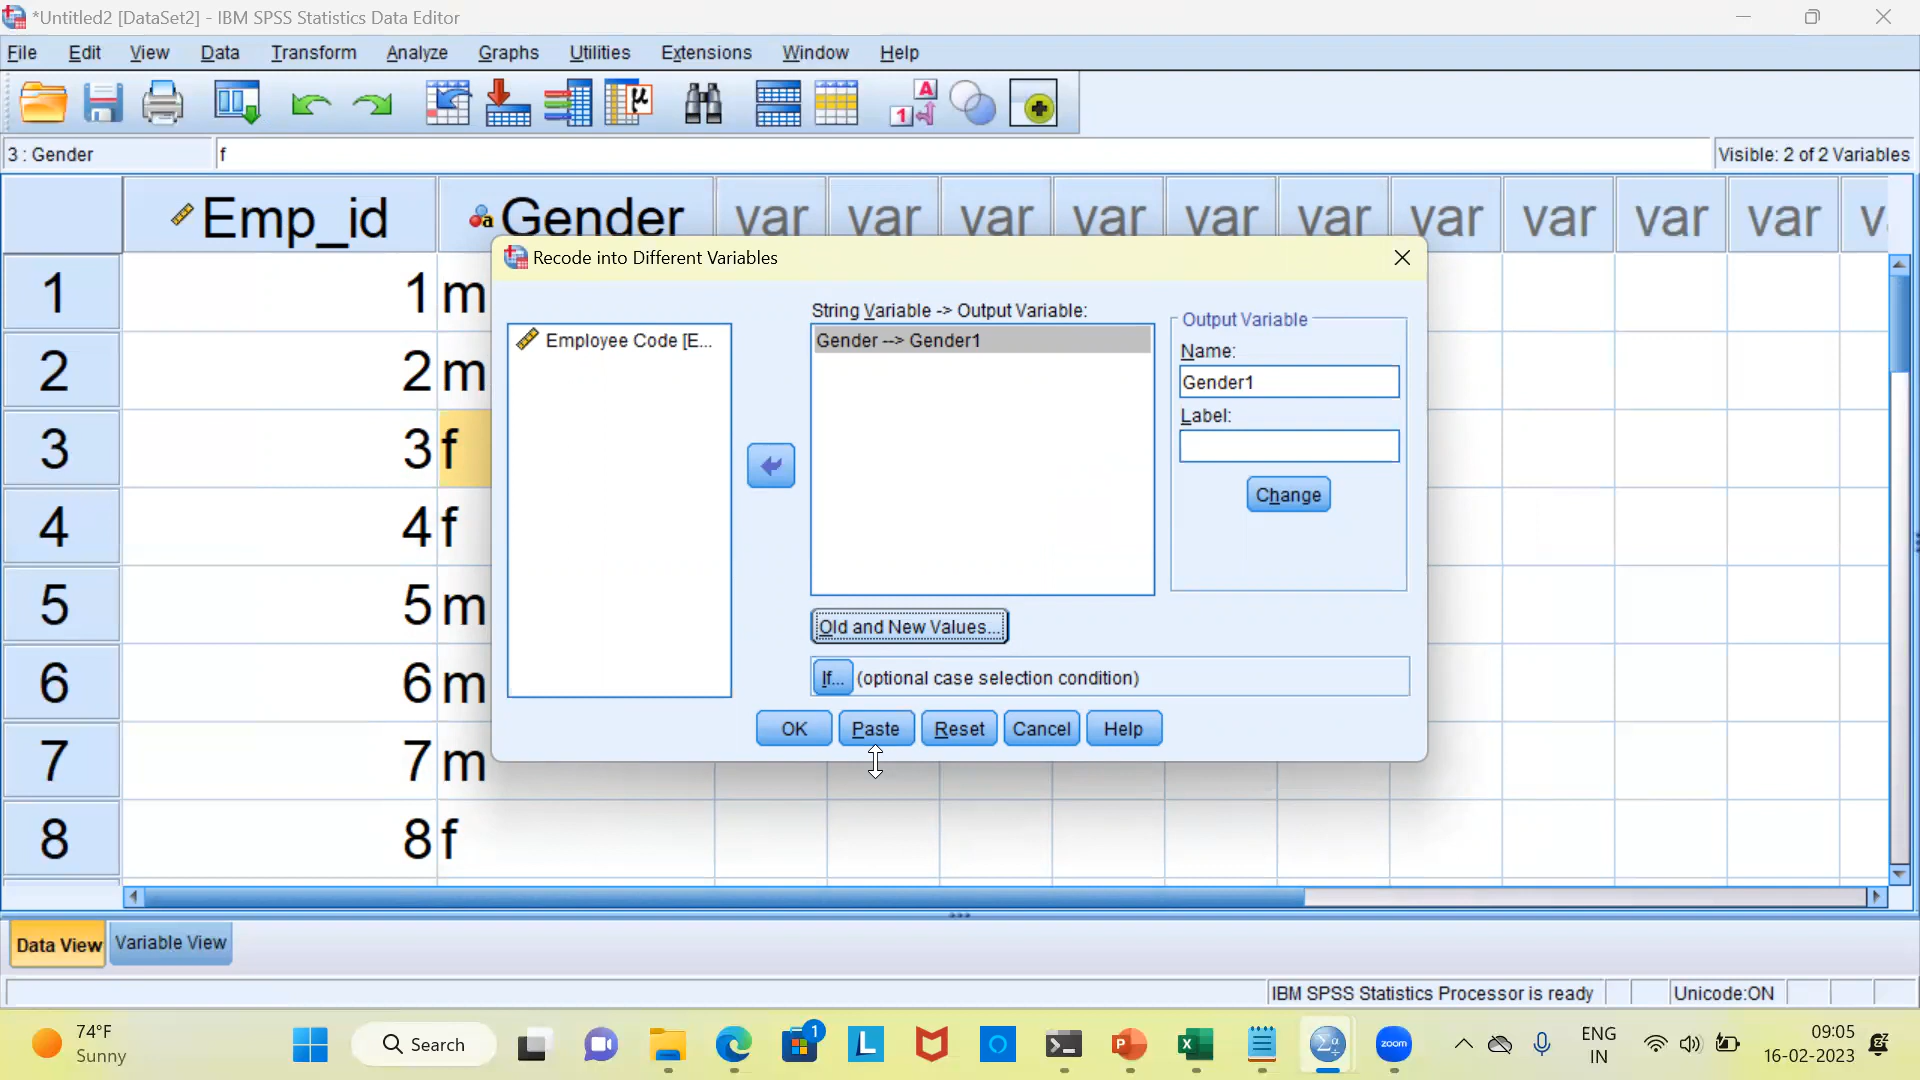 *Untitled2 [DataSet2] - IBM SPSS Statistics Data Editor
File Edit View Data Transform Analyze Graphs Utilities Extensions Window Help
3 : Gender f Visible: 2 of 2 Variables
Emp_id Gender var var var var var var var var var var v
1 1 m
2 2 m
3 3 f
4 4 f
5 5 m
6 6 m
7 7 m
8 8 f
Recode into Different Variables
Employee Code [E...
String Variable -> Output Variable:
Gender --> Gender1
Output Variable
Name:
Gender1
Label:
Change
Old and New Values...
If... (optional case selection condition)
OK Paste Reset Cancel Help
Data View Variable View
IBM SPSS Statistics Processor is ready Unicode:ON
74°F
Sunny
Search
1
L
zoom
ENG
IN
09:05
16-02-2023